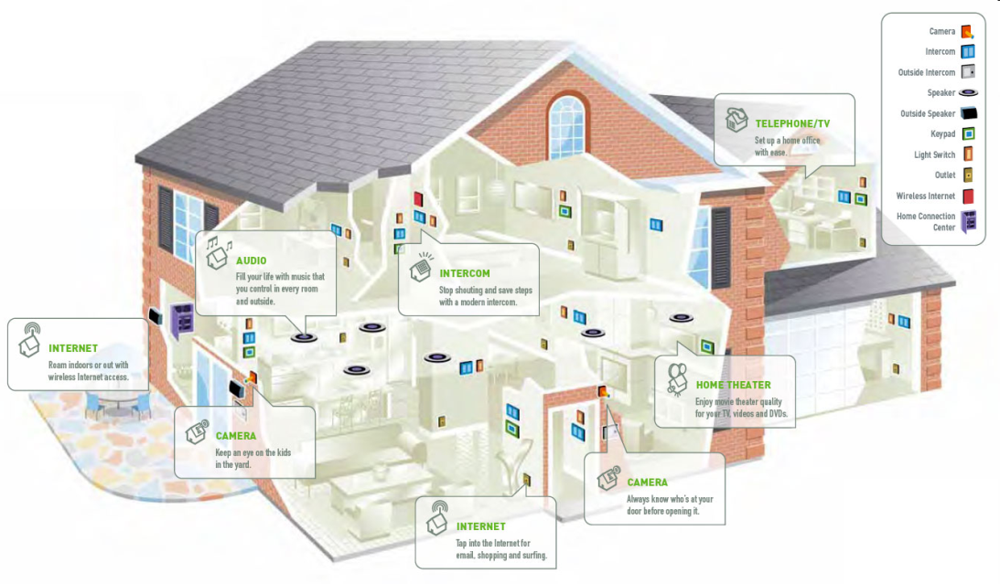 Camera
Intercom
Outside Intercom
Speaker
Outside Speaker
Keypad
Light Switch
Outlet
Wireless Internet
Home Connection
Center
TELEPHONE/TV
Set up a home office
with ease.
AUDIO
Fill your life with music that
you control in every room
and outside.
INTERCOM
Stop shouting and save steps
with a modern intercom.
INTERNET
Roam indoors or out with
wireless Internet access.
HOME THEATER
Enjoy movie theater quality
for your TV, videos and DVDs.
CAMERA
Keep an eye on the kids
in the yard.
CAMERA
Always know who's at your
door before opening it.
INTERNET
Tap into the Internet for
email, shopping and surfing.